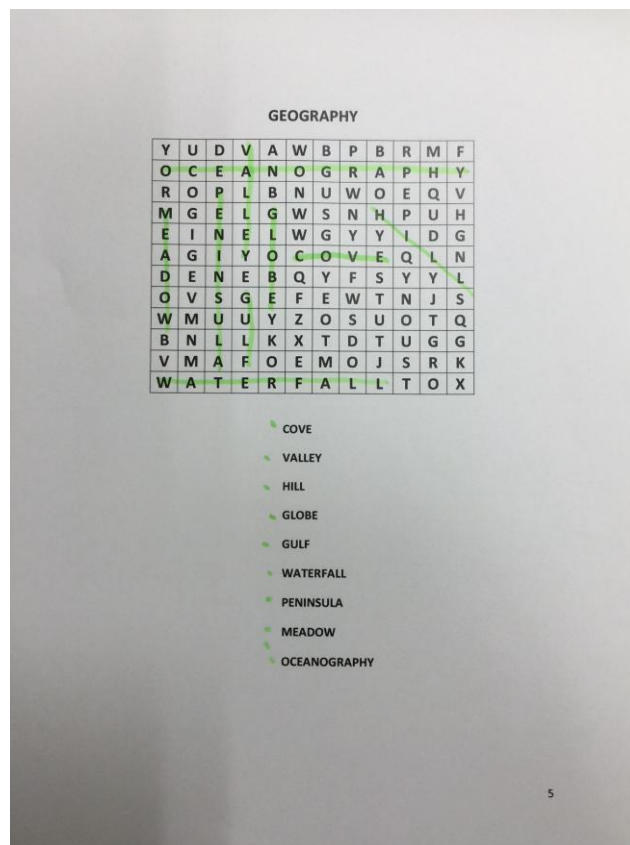 GEOGRAPHY
Y U D V A W B P B R M F
O C E A N O G R A P H Y
R O P L B N U W O E Q V
M G E L G W S N H P U H
E I N E L W G Y Y I D G
A G I Y O C O V E Q L N
D E N E B Q Y F S Y Y L
O V S G E F E W T N J S
W M U U Y Z O S U O T Q
B N L L K X T D T U G G
V M A F O E M O J S R K
W A T E R F A L L T O X
COVE
VALLEY
HILL
GLOBE
GULF
WATERFALL
PENINSULA
MEADOW
OCEANOGRAPHY
5